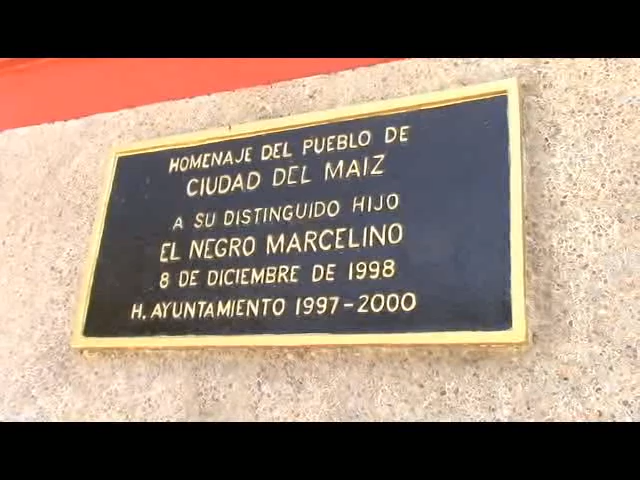 HOMENAJE DEL PUEBLO DE
CIUDAD DEL MAIZ
A SU DISTINGUIDO HIJO
EL NEGRO MARCELINO
8 DE DICIEMBRE DE 1998
H. AYUNTAMIENTO 1997-2000